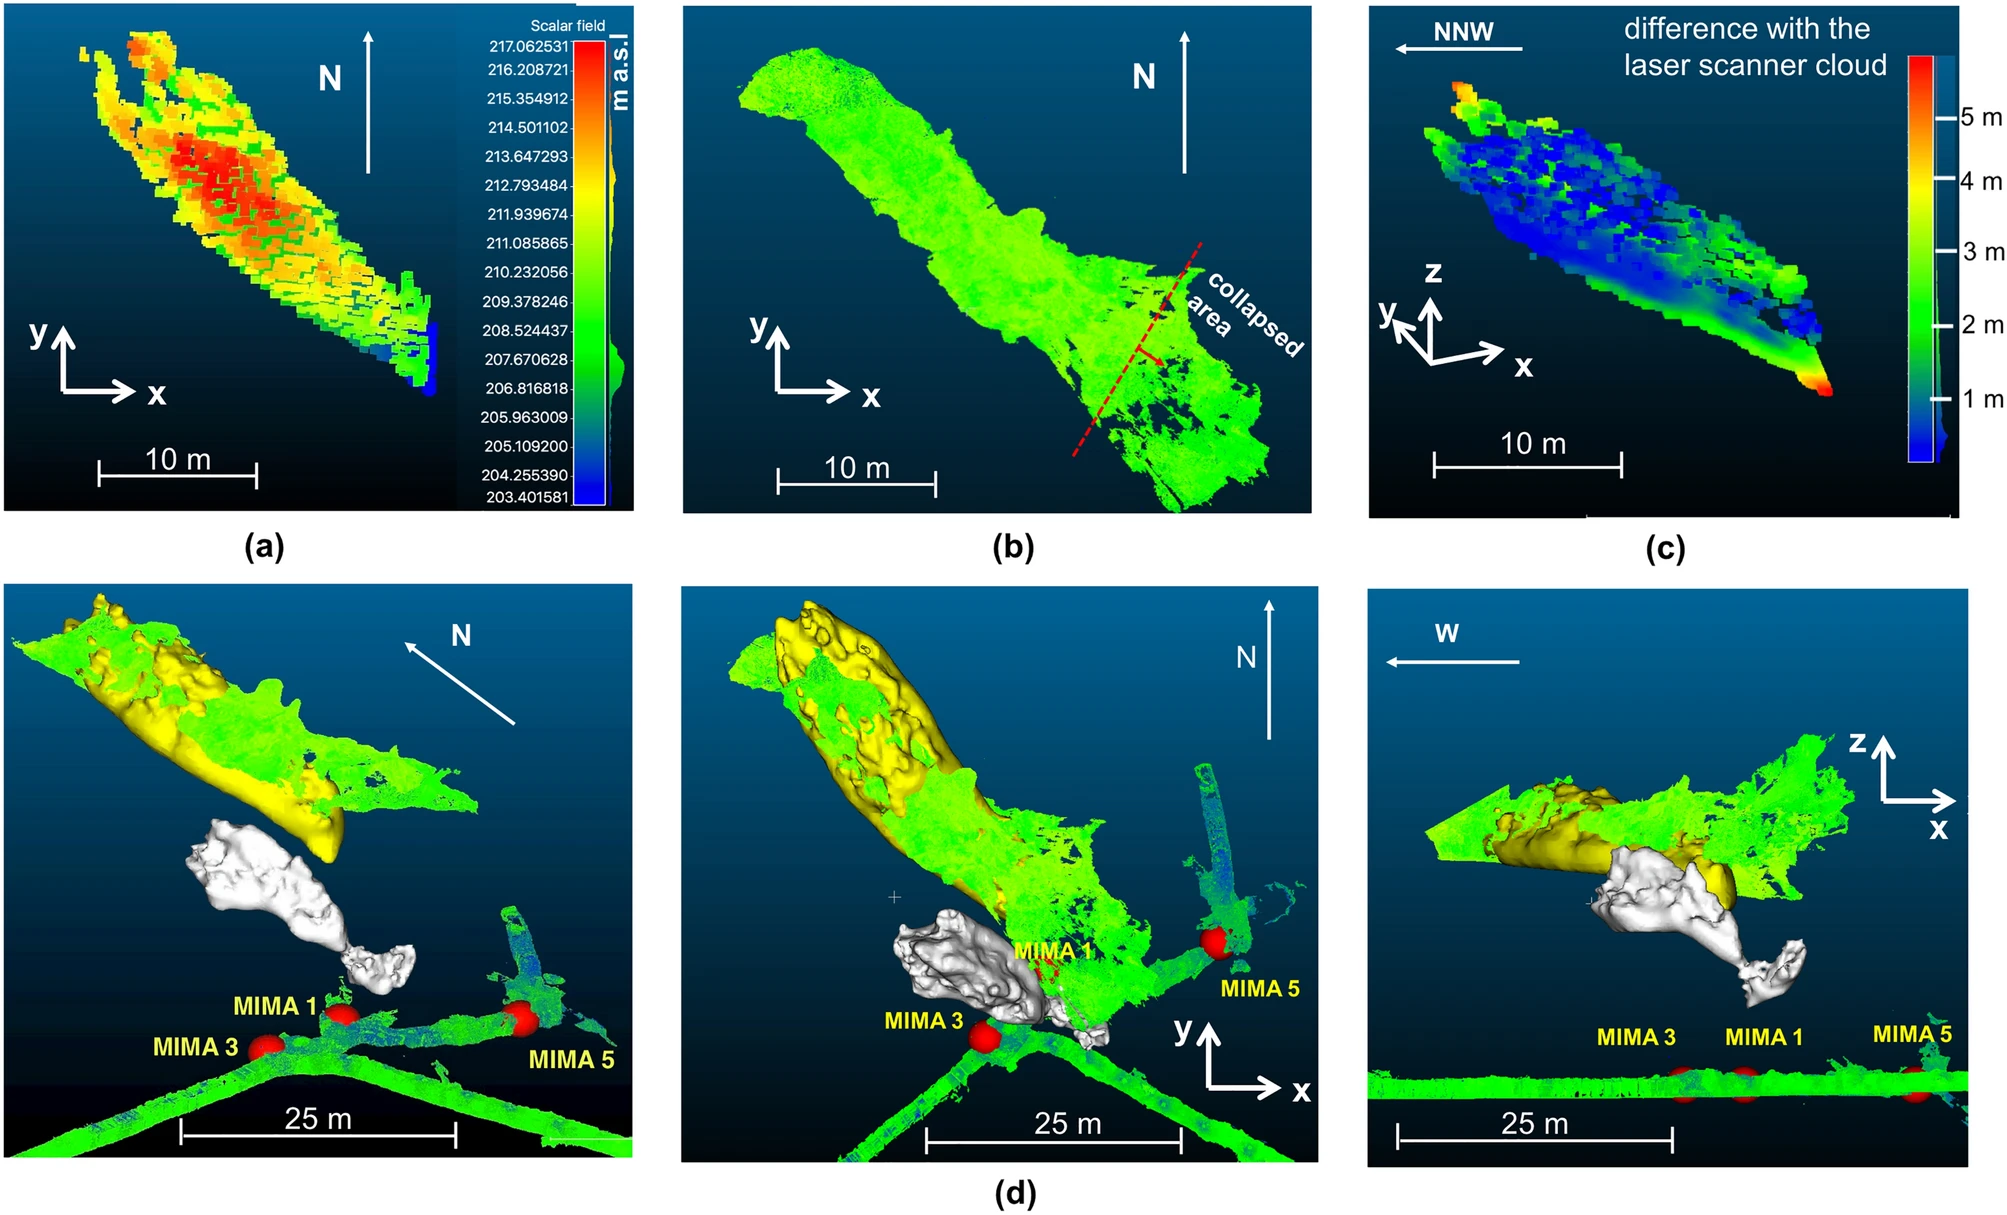 Scalar field
217.062531
216.208721
215.354912
214.501102
213.647293
212.793484
211.939674
211.085865
210.232056
209.378246
208.524437
207.670628
206.816818
205.963009
205.109200
204.255390
203.401581
m a.s.l
N
y
x
10 m
(a)
N
collapsed
area
y
x
10 m
(b)
NNW
difference with the
laser scanner cloud
5 m
4 m
3 m
2 m
1 m
z
y
x
10 m
(c)
N
MIMA 1
MIMA 3
MIMA 5
25 m
N
MIMA 1
MIMA 5
MIMA 3
y
x
25 m
W
z
x
MIMA 3
MIMA 1
MIMA 5
25 m
(d)